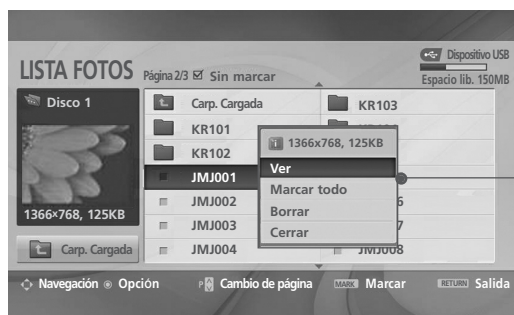 Dispositivo USB
Espacio lib. 150MB
LISTA FOTOS
Página 2/3
Sin marcar
Disco 1
1366×768, 125KB
Carp. Cargada
Carp. Cargada
KR101
KR102
JMJ001
JMJ002
JMJ003
JMJ004
KR103
JMJ008
1366x768, 125KB
Ver
Marcar todo
Borrar
Cerrar
Navegación
Opción
P
Cambio de página
MARK
Marcar
RETURN
Salida